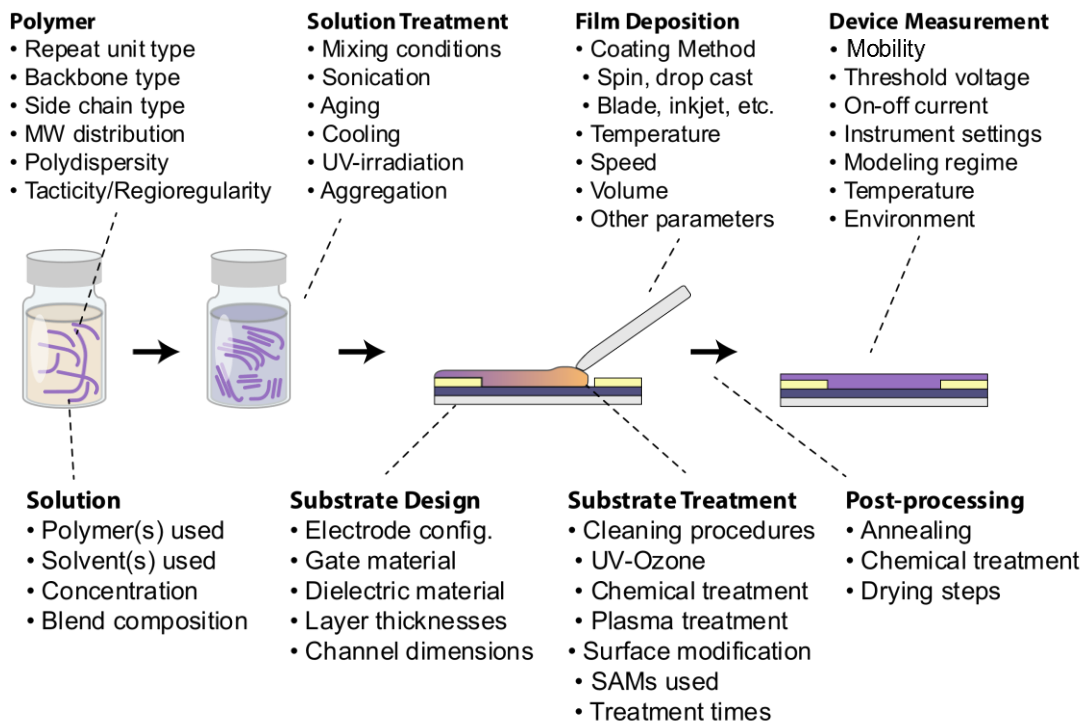 Polymer
• Repeat unit type
• Backbone type
• Side chain type
• MW distribution
• Polydispersity
• Tacticity/Regioregularity
Solution Treatment
• Mixing conditions
• Sonication
• Aging
• Cooling
• UV-irradiation
• Aggregation
Film Deposition
• Coating Method
• Spin, drop cast
• Blade, inkjet, etc.
• Temperature
• Speed
• Volume
• Other parameters
Device Measurement
• Mobility
• Threshold voltage
• On-off current
• Instrument settings
• Modeling regime
• Temperature
• Environment
Solution
• Polymer(s) used
• Solvent(s) used
• Concentration
• Blend composition
Substrate Design
• Electrode config.
• Gate material
• Dielectric material
• Layer thicknesses
• Channel dimensions
Substrate Treatment
• Cleaning procedures
• UV-Ozone
• Chemical treatment
• Plasma treatment
• Surface modification
• SAMs used
• Treatment times
Post-processing
• Annealing
• Chemical treatment
• Drying steps